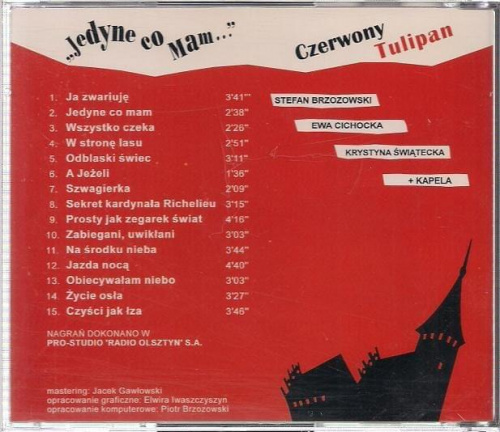 „Jedyne co Mam..."
Czerwony
Tulipan
1. Ja zwariuję 3'41"
2. Jedyne co mam 2'38"
3. Wszystko czeka 2'26"
4. W stronę lasu 2'51"
5. Odblaski świec 3'11"
6. A Jeżeli 1'36"
7. Szwagierka 2'09"
8. Sekret kardynała Richelieu 3'15"
9. Prosty jak zegarek świat 4'16"
10. Zabiegani, uwikłani 3'03"
11. Na środku nieba 3'44"
12. Jazda nocą 4'40"
13. Obiecywałam niebo 3'03"
14. Życie osła 3'27"
15. Czyści jak łza 3'46"
STEFAN BRZOZOWSKI
EWA CICHOCKA
KRYSTYNA ŚWIĄTECKA
+ KAPELA
NAGRAŃ DOKONANO W
PRO-STUDIO 'RADIO OLSZTYN' S.A.
mastering: Jacek Gawłowski
opracowanie graficzne: Elwira Iwaszczyszyn
opracowanie komputerowe: Piotr Brzozowski